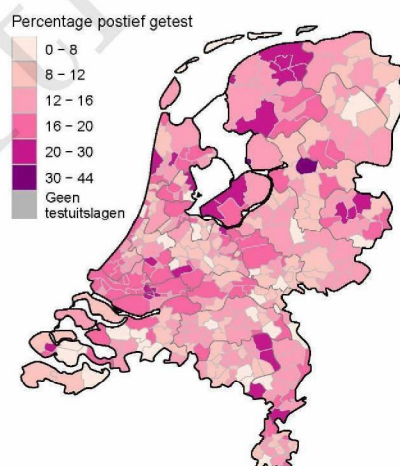 Percentage postief getest
0 – 8
8 – 12
12 – 16
16 – 20
20 – 30
30 – 44
Geen
testuitslagen